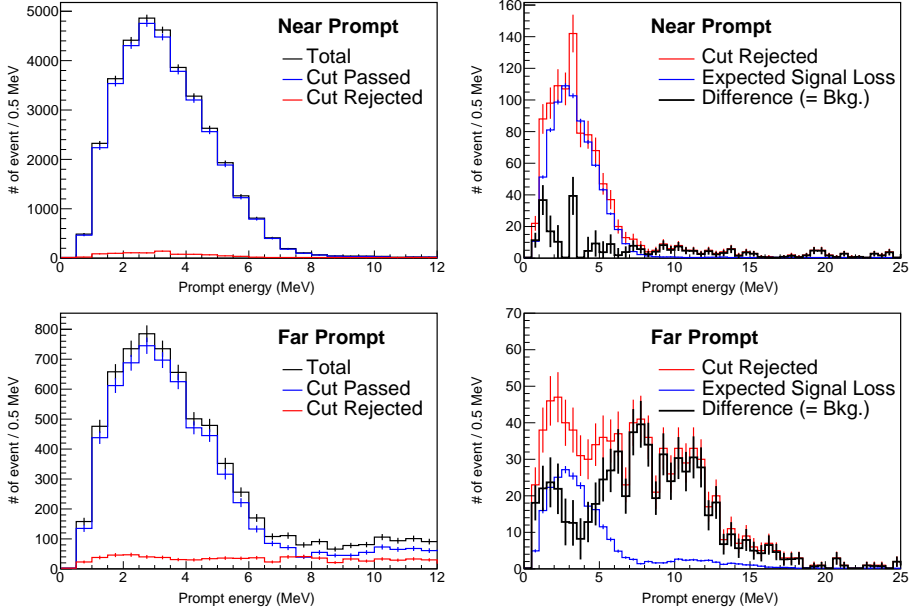 Near Prompt
Total
Cut Passed
Cut Rejected
# of event / 0.5 MeV
5000
4000
3000
2000
1000
0
0 2 4 6 8 10 12
Prompt energy (MeV)
Near Prompt
Cut Rejected
Expected Signal Loss
Difference (= Bkg.)
# of event / 0.5 MeV
160
140
120
100
80
60
40
20
0
0 5 10 15 20 25
Prompt energy (MeV)
Far Prompt
Total
Cut Passed
Cut Rejected
# of event / 0.5 MeV
800
700
600
500
400
300
200
100
0
0 2 4 6 8 10 12
Prompt energy (MeV)
Far Prompt
Cut Rejected
Expected Signal Loss
Difference (= Bkg.)
# of event / 0.5 MeV
70
60
50
40
30
20
10
0
0 5 10 15 20 25
Prompt energy (MeV)